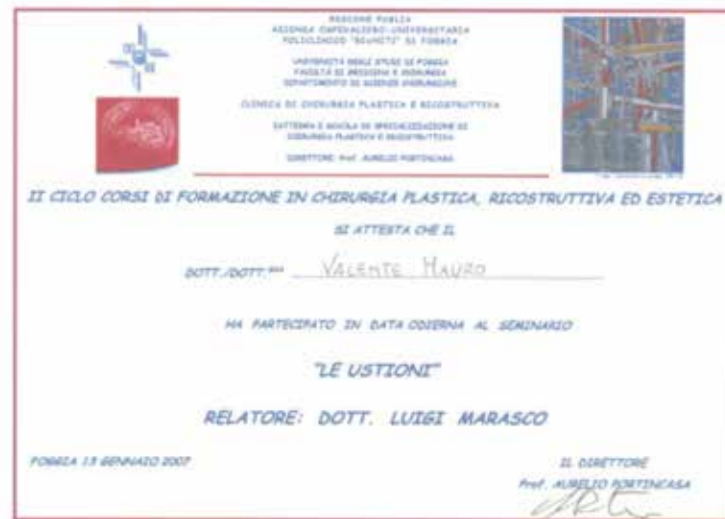 REGIONE PUGLIA
AZIENDA OSPEDALIERO-UNIVERSITARIA
POLICLINICO "RIUNITI" DI FOGGIA
UNIVERSITÀ DEGLI STUDI DI FOGGIA
FACOLTÀ DI MEDICINA E CHIRURGIA
DIPARTIMENTO DI SCIENZE CHIRURGICHE
CLINICA DI CHIRURGIA PLASTICA E RICOSTRUTTIVA
CATTEDRA E SCUOLA DI SPECIALIZZAZIONE DI
CHIRURGIA PLASTICA E RICOSTRUTTIVA
DIRETTORE: Prof. AURELIO PORTINCASA
II CICLO CORSI DI FORMAZIONE IN CHIRURGIA PLASTICA, RICOSTRUTTIVA ED ESTETICA
SI ATTESTA CHE IL
DOTT./DOTT.ssa VALENTE MAURO
HA PARTECIPATO IN DATA ODIERNA AL SEMINARIO
"LE USTIONI"
RELATORE: DOTT. LUIGI MARASCO
FOGGIA 13 GENNAIO 2007
IL DIRETTORE
Prof. AURELIO PORTINCASA